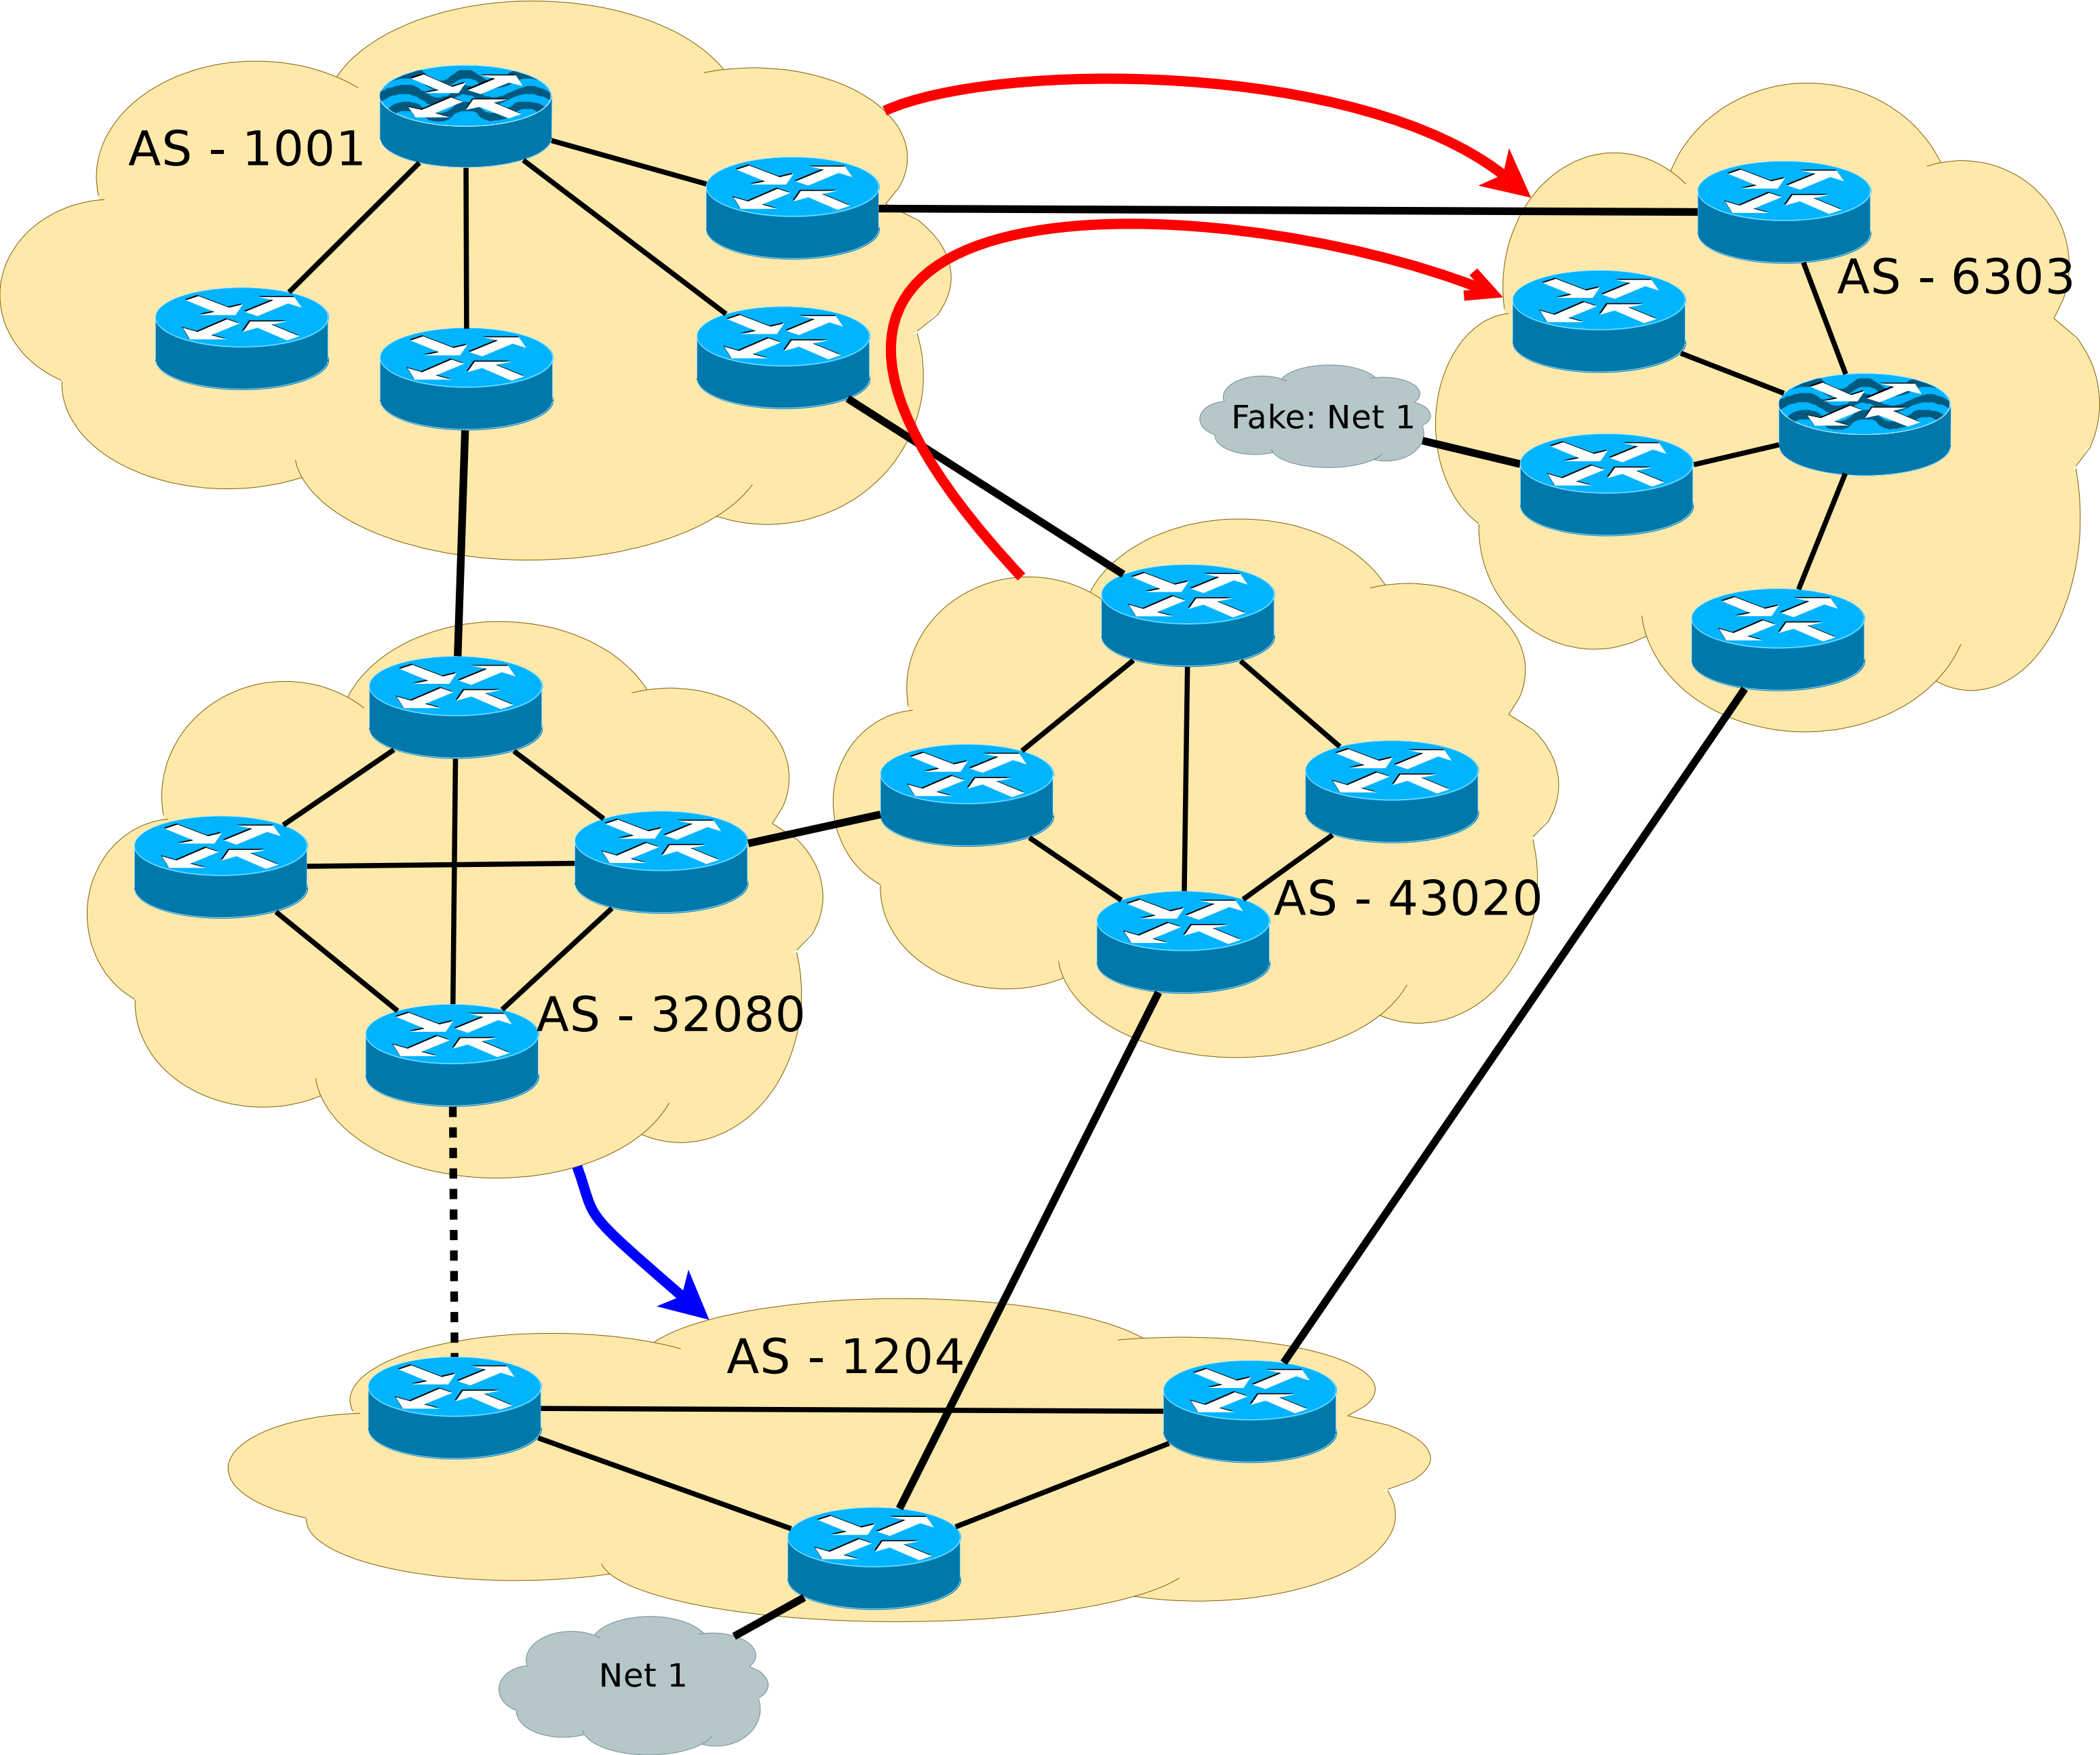 AS - 1001
AS - 6303
Fake: Net 1
AS - 43020
AS - 32080
AS - 1204
Net 1